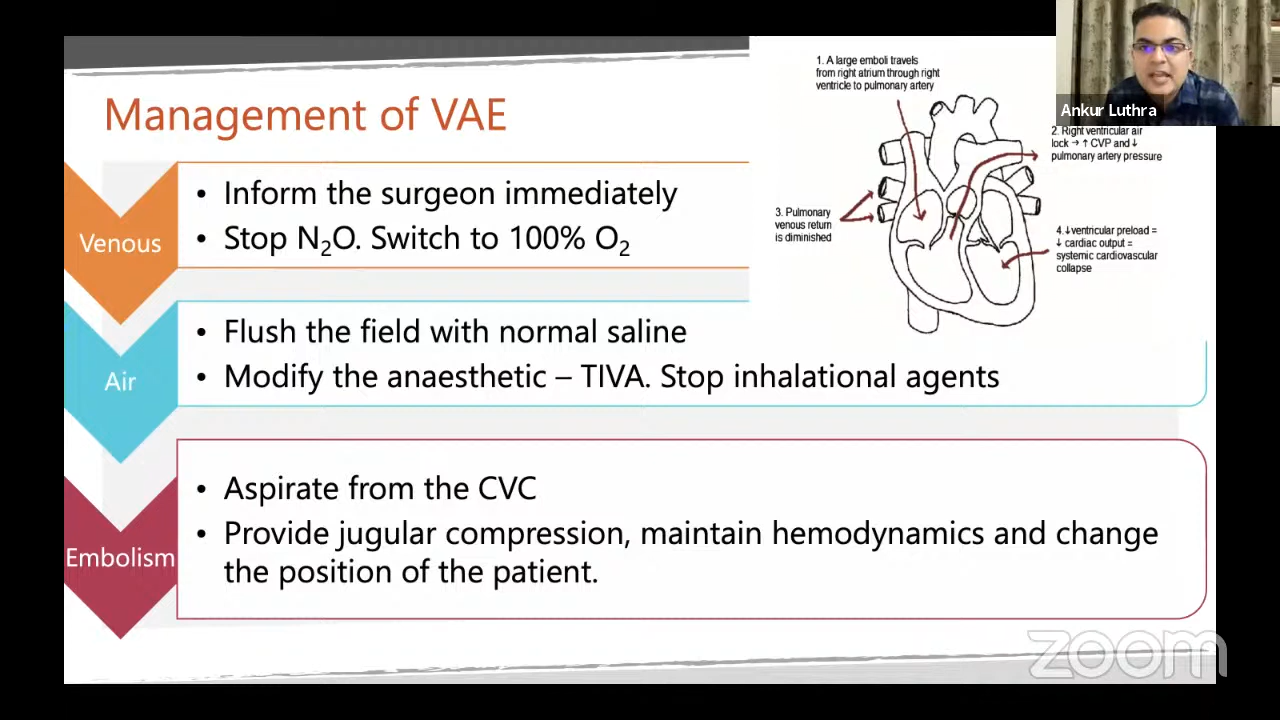 Management of VAE
Venous
• Inform the surgeon immediately
• Stop N₂O. Switch to 100% O₂
Air
• Flush the field with normal saline
• Modify the anaesthetic – TIVA. Stop inhalational agents
Embolism
• Aspirate from the CVC
• Provide jugular compression, maintain hemodynamics and change
the position of the patient.
1. A large emboli travels
from right atrium through right
ventricle to pulmonary artery
2. Right ventricular air
lock → ↑ CVP and ↓
pulmonary artery pressure
3. Pulmonary
venous return
is diminished
4. ↓ventricular preload =
↓ cardiac output =
systemic cardiovascular
collapse
Ankur Luthra
zoom